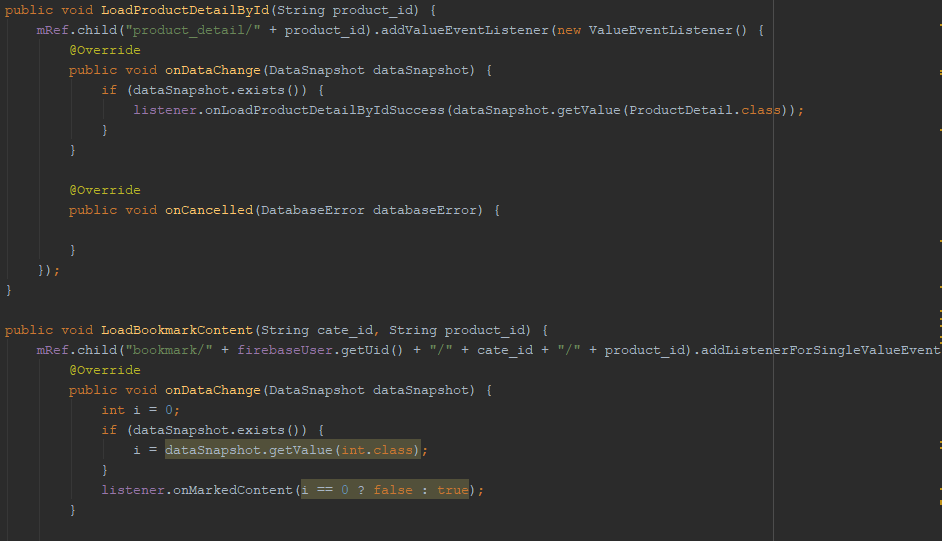 public void LoadProductDetailById(String product_id) {
    mRef.child("product_detail/" + product_id).addValueEventListener(new ValueEventListener() {
        @Override
        public void onDataChange(DataSnapshot dataSnapshot) {
            if (dataSnapshot.exists()) {
                listener.onLoadProductDetailByIdSuccess(dataSnapshot.getValue(ProductDetail.class));
            }
        }
        @Override
        public void onCancelled(DatabaseError databaseError) {
        }
    });
}
public void LoadBookmarkContent(String cate_id, String product_id) {
    mRef.child("bookmark/" + firebaseUser.getUid() + "/" + cate_id + "/" + product_id).addListenerForSingleValueEvent
        @Override
        public void onDataChange(DataSnapshot dataSnapshot) {
            int i = 0;
            if (dataSnapshot.exists()) {
                i = dataSnapshot.getValue(int.class);
            }
            listener.onMarkedContent(i == 0 ? false : true);
        }